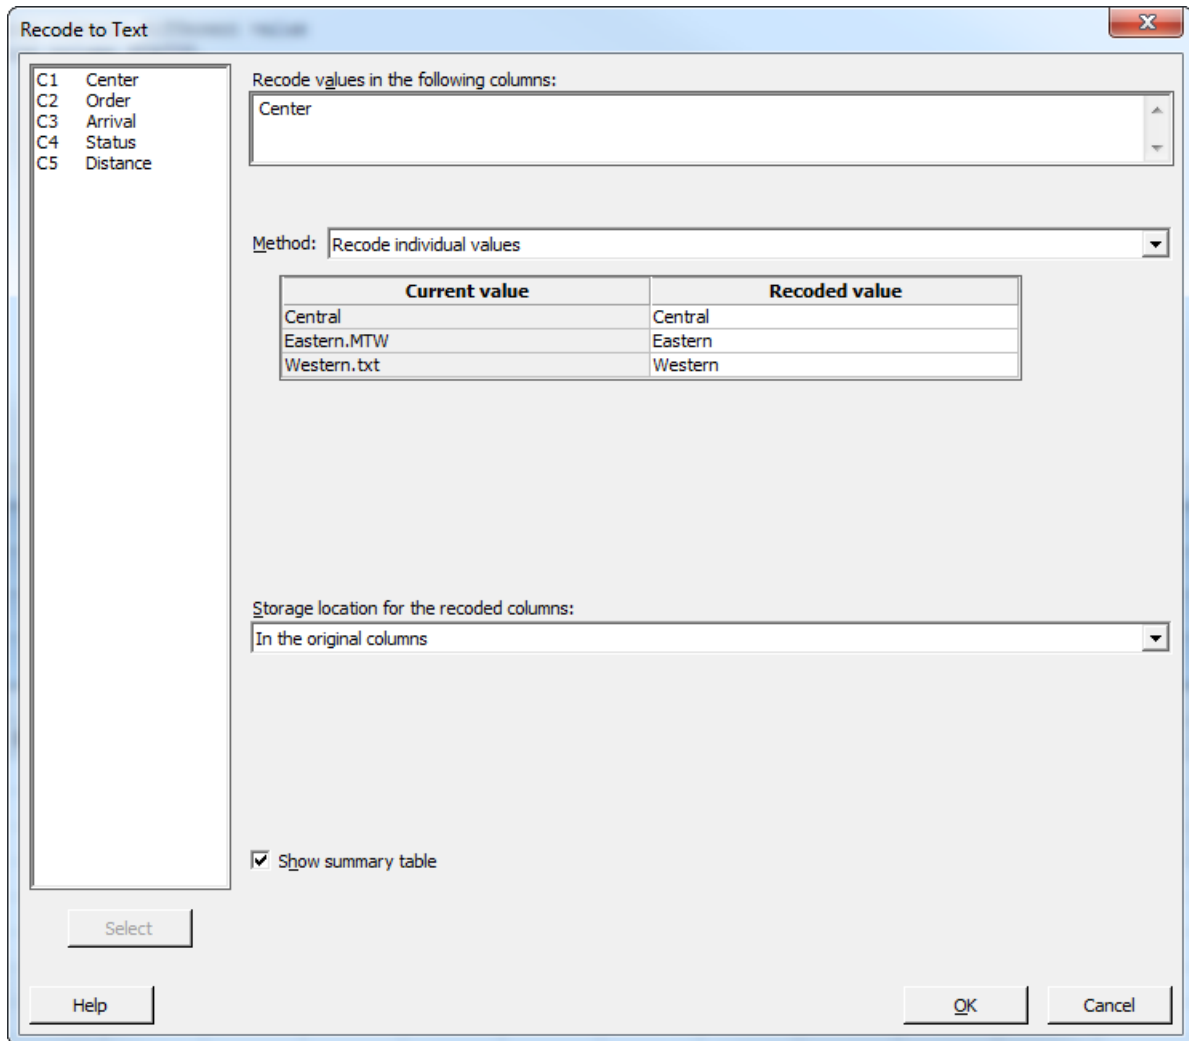 Recode to Text
C1 Center
C2 Order
C3 Arrival
C4 Status
C5 Distance
Recode values in the following columns:
Center
Method: Recode individual values
Current value Recoded value
Central Central
Eastern.MTW Eastern
Western.txt Western
Storage location for the recoded columns:
In the original columns
Show summary table
Select
Help OK Cancel